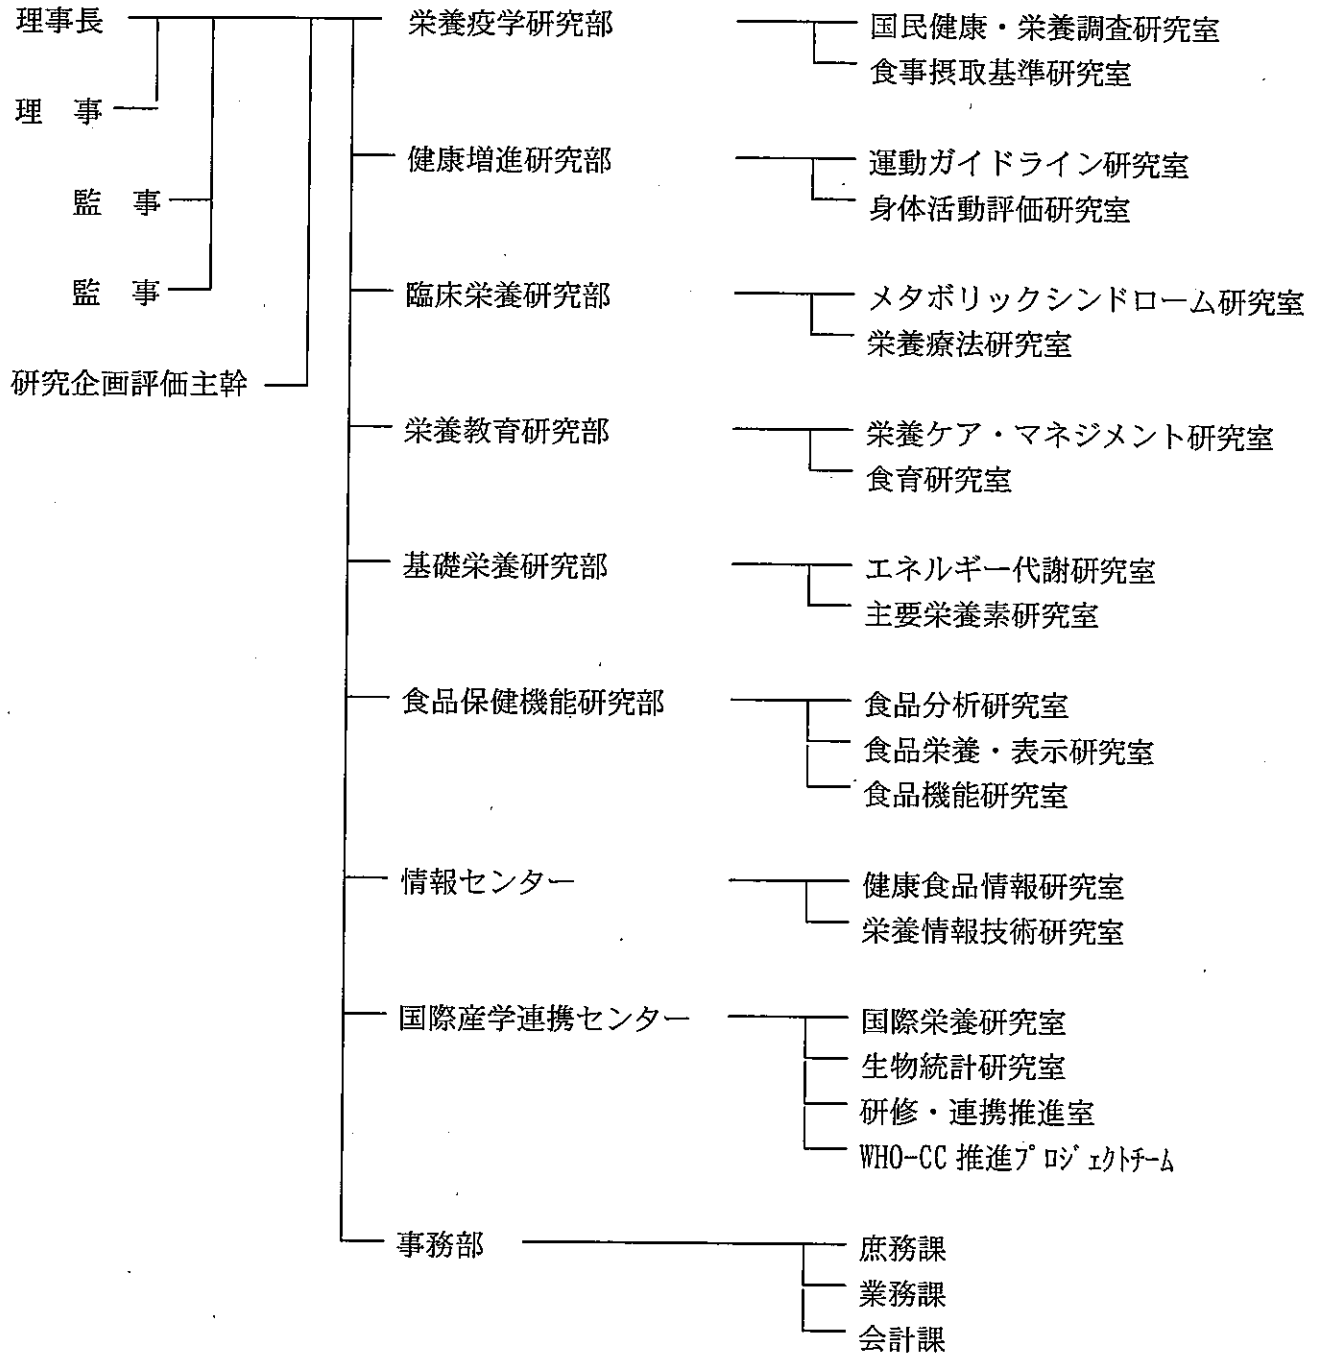 理事長
理　事
監　事
監　事
研究企画評価主幹
栄養疫学研究部
国民健康・栄養調査研究室
食事摂取基準研究室
健康増進研究部
運動ガイドライン研究室
身体活動評価研究室
臨床栄養研究部
メタボリックシンドローム研究室
栄養療法研究室
栄養教育研究部
栄養ケア・マネジメント研究室
食育研究室
基礎栄養研究部
エネルギー代謝研究室
主要栄養素研究室
食品保健機能研究部
食品分析研究室
食品栄養・表示研究室
食品機能研究室
情報センター
健康食品情報研究室
栄養情報技術研究室
国際産学連携センター
国際栄養研究室
生物統計研究室
研修・連携推進室
WHO-CC 推進ﾌﾟﾛｼﾞｪｸﾄﾁｰﾑ
事務部
庶務課
業務課
会計課